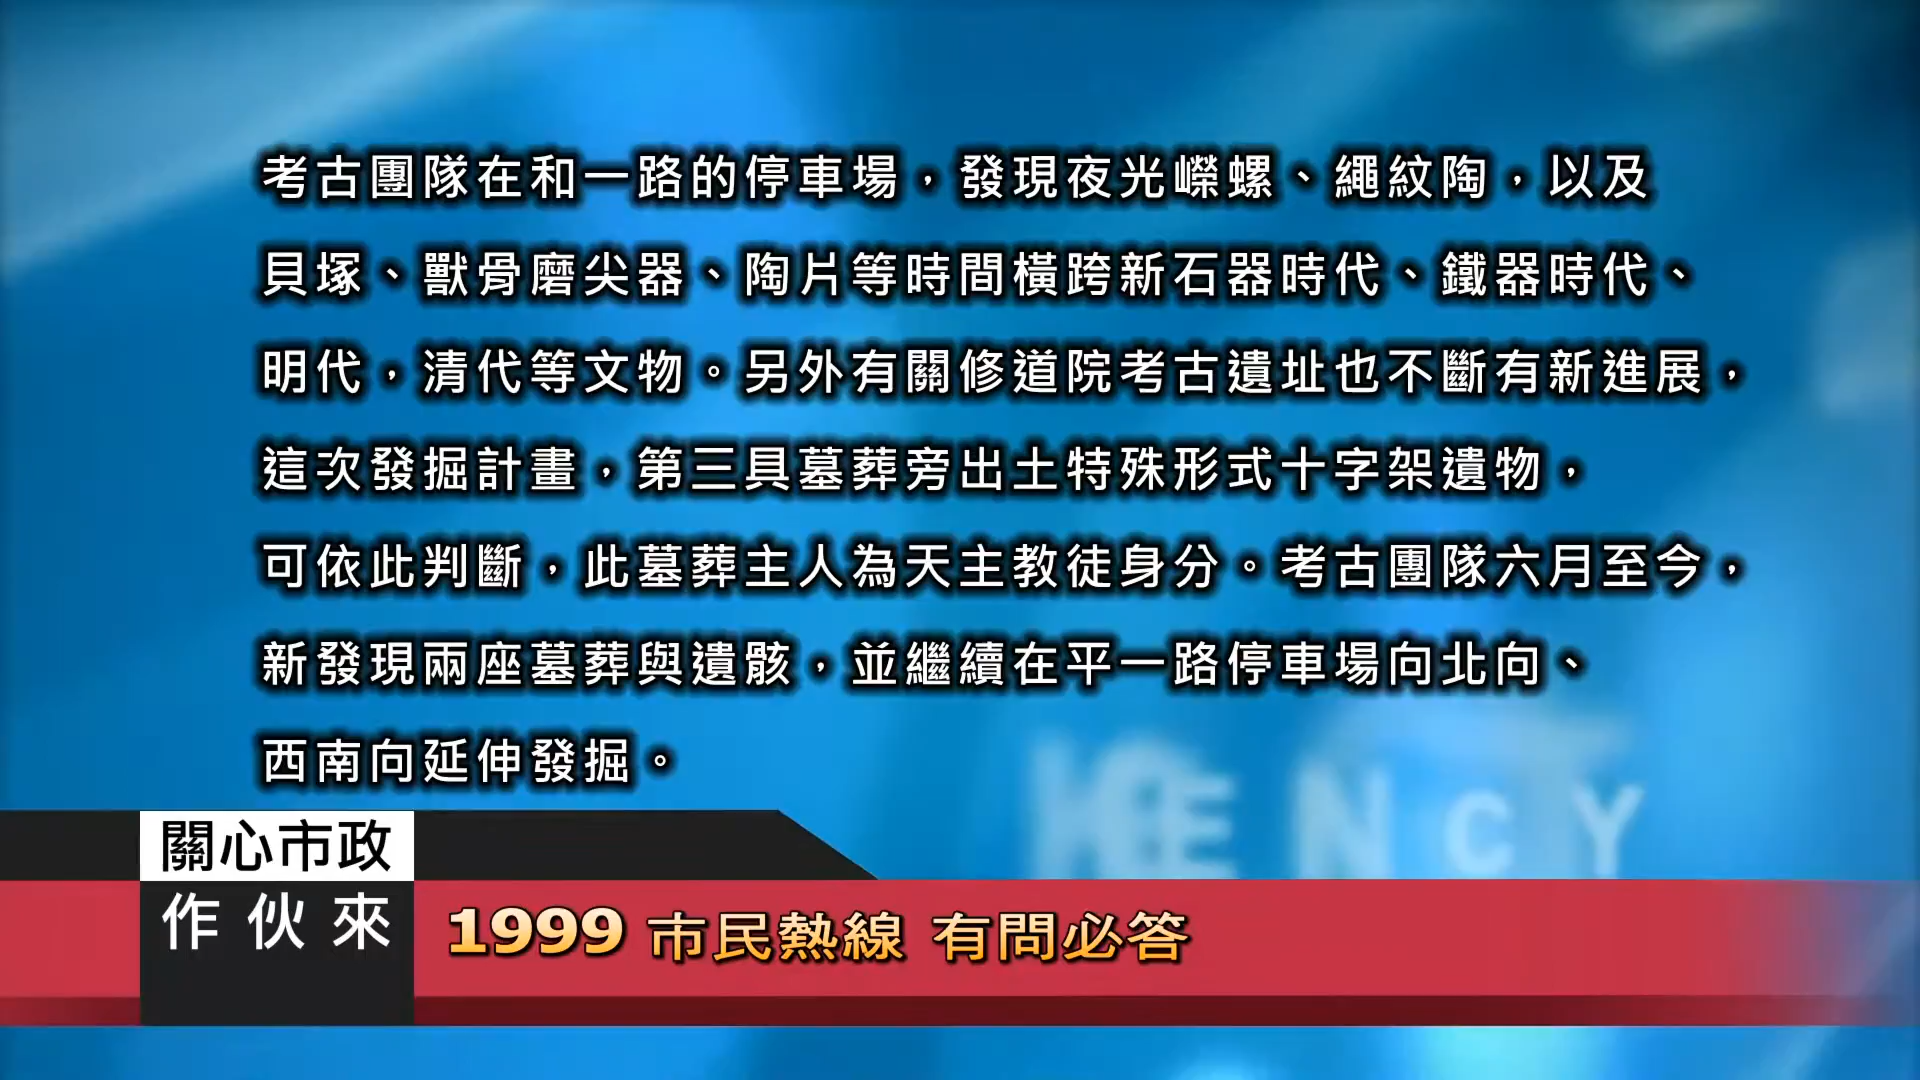 考古團隊在和一路的停車場，發現夜光嶸螺、繩紋陶，以及
貝塚、獸骨磨尖器、陶片等時間橫跨新石器時代、鐵器時代、
明代，清代等文物。另外有關修道院考古遺址也不斷有新進展，
這次發掘計畫，第三具墓葬旁出土特殊形式十字架遺物，
可依此判斷，此墓葬主人為天主教徒身分。考古團隊六月至今，
新發現兩座墓葬與遺骸，並繼續在平一路停車場向北向、
西南向延伸發掘。
關心市政
作伙來
1999 市民熱線 有問必答